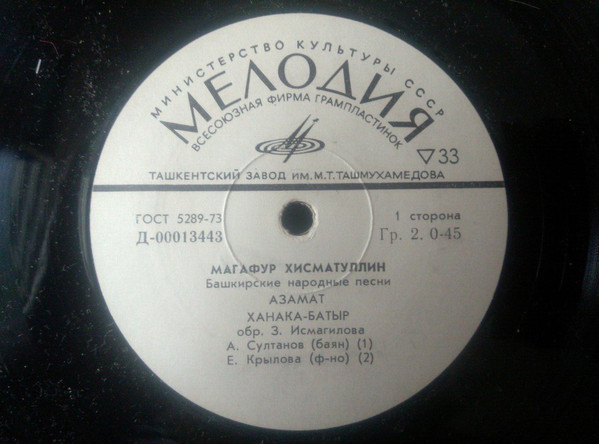 МИНИСТЕРСТВО КУЛЬТУРЫ СССР
МЕЛОДИЯ
ВСЕСОЮЗНАЯ ФИРМА ГРАМПЛАСТИНОК
▽33
ТАШКЕНТСКИЙ ЗАВОД ИМ. М.Т. ТАШМУХАМЕДОВА
ГОСТ 5289-73
1 сторона
Д-00013443
Гр. 2. 0-45
МАГАФУР ХИСМАТУЛЛИН
Башкирские народные песни
АЗАМАТ
ХАНАКА-БАТЫР
обр. З. Исмагилова
А. Султанов (баян) (1)
Е. Крылова (ф-но) (2)